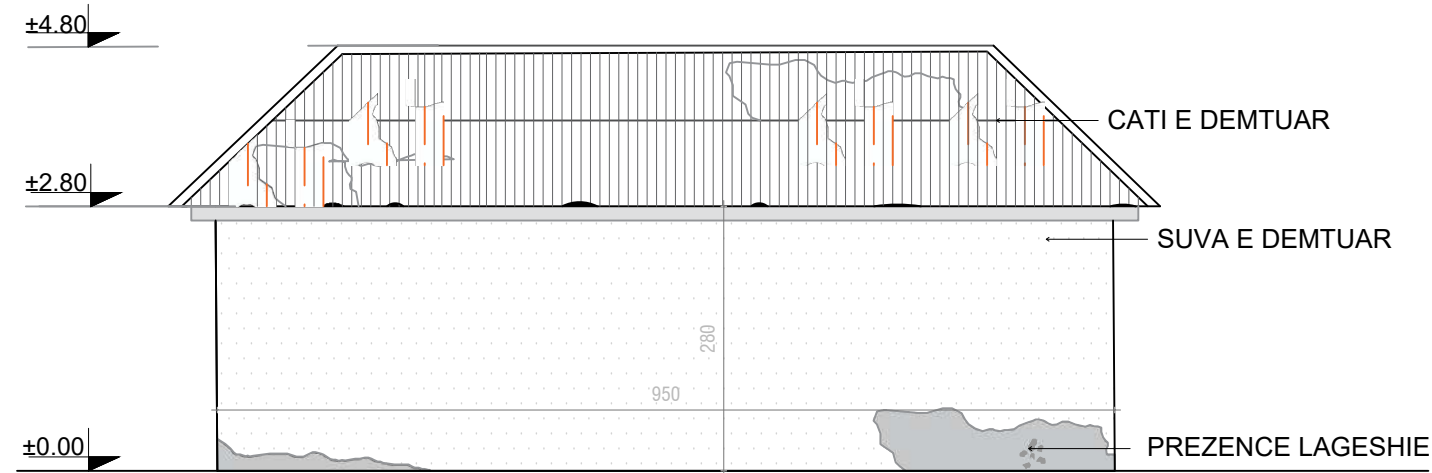 ±4.80
CATI E DEMTUAR
±2.80
SUVA E DEMTUAR
280
950
±0.00
PREZENCE LAGESHIE